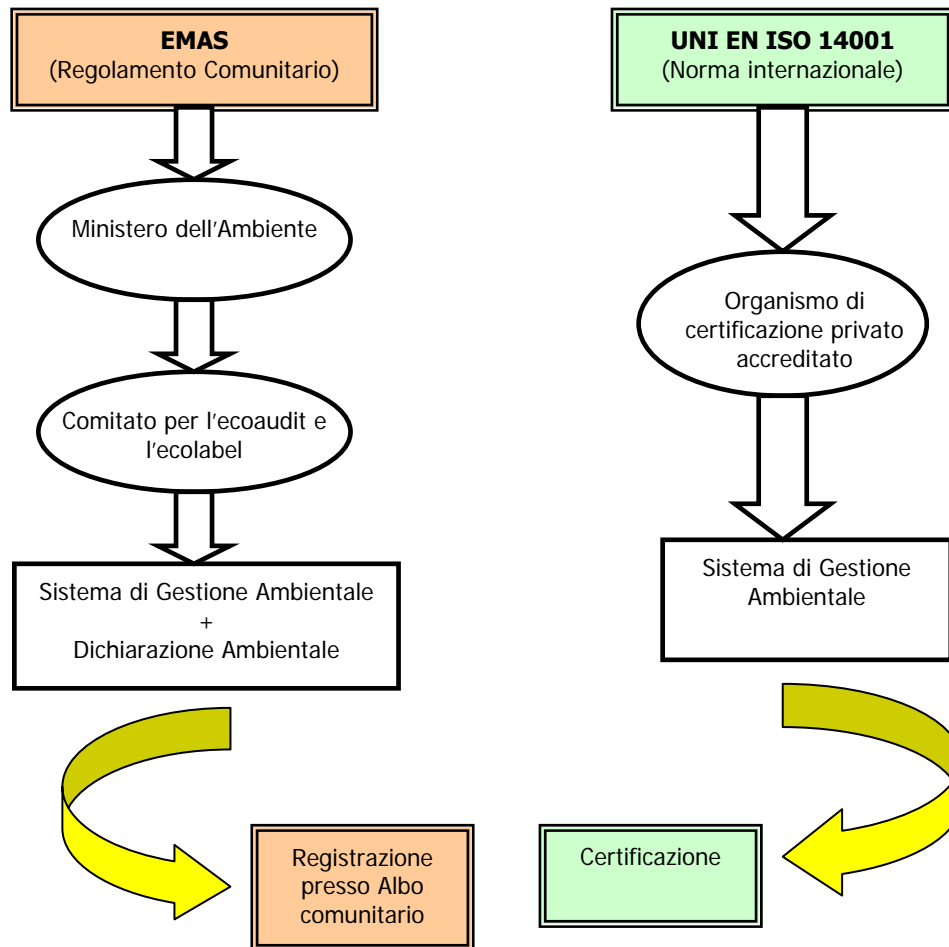 EMAS
(Regolamento Comunitario)
Ministero dell'Ambiente
Comitato per l'ecoaudit e
l'ecolabel
Sistema di Gestione Ambientale
+
Dichiarazione Ambientale
Registrazione
presso Albo
comunitario
UNI EN ISO 14001
(Norma internazionale)
Organismo di
certificazione privato
accreditato
Sistema di Gestione
Ambientale
Certificazione